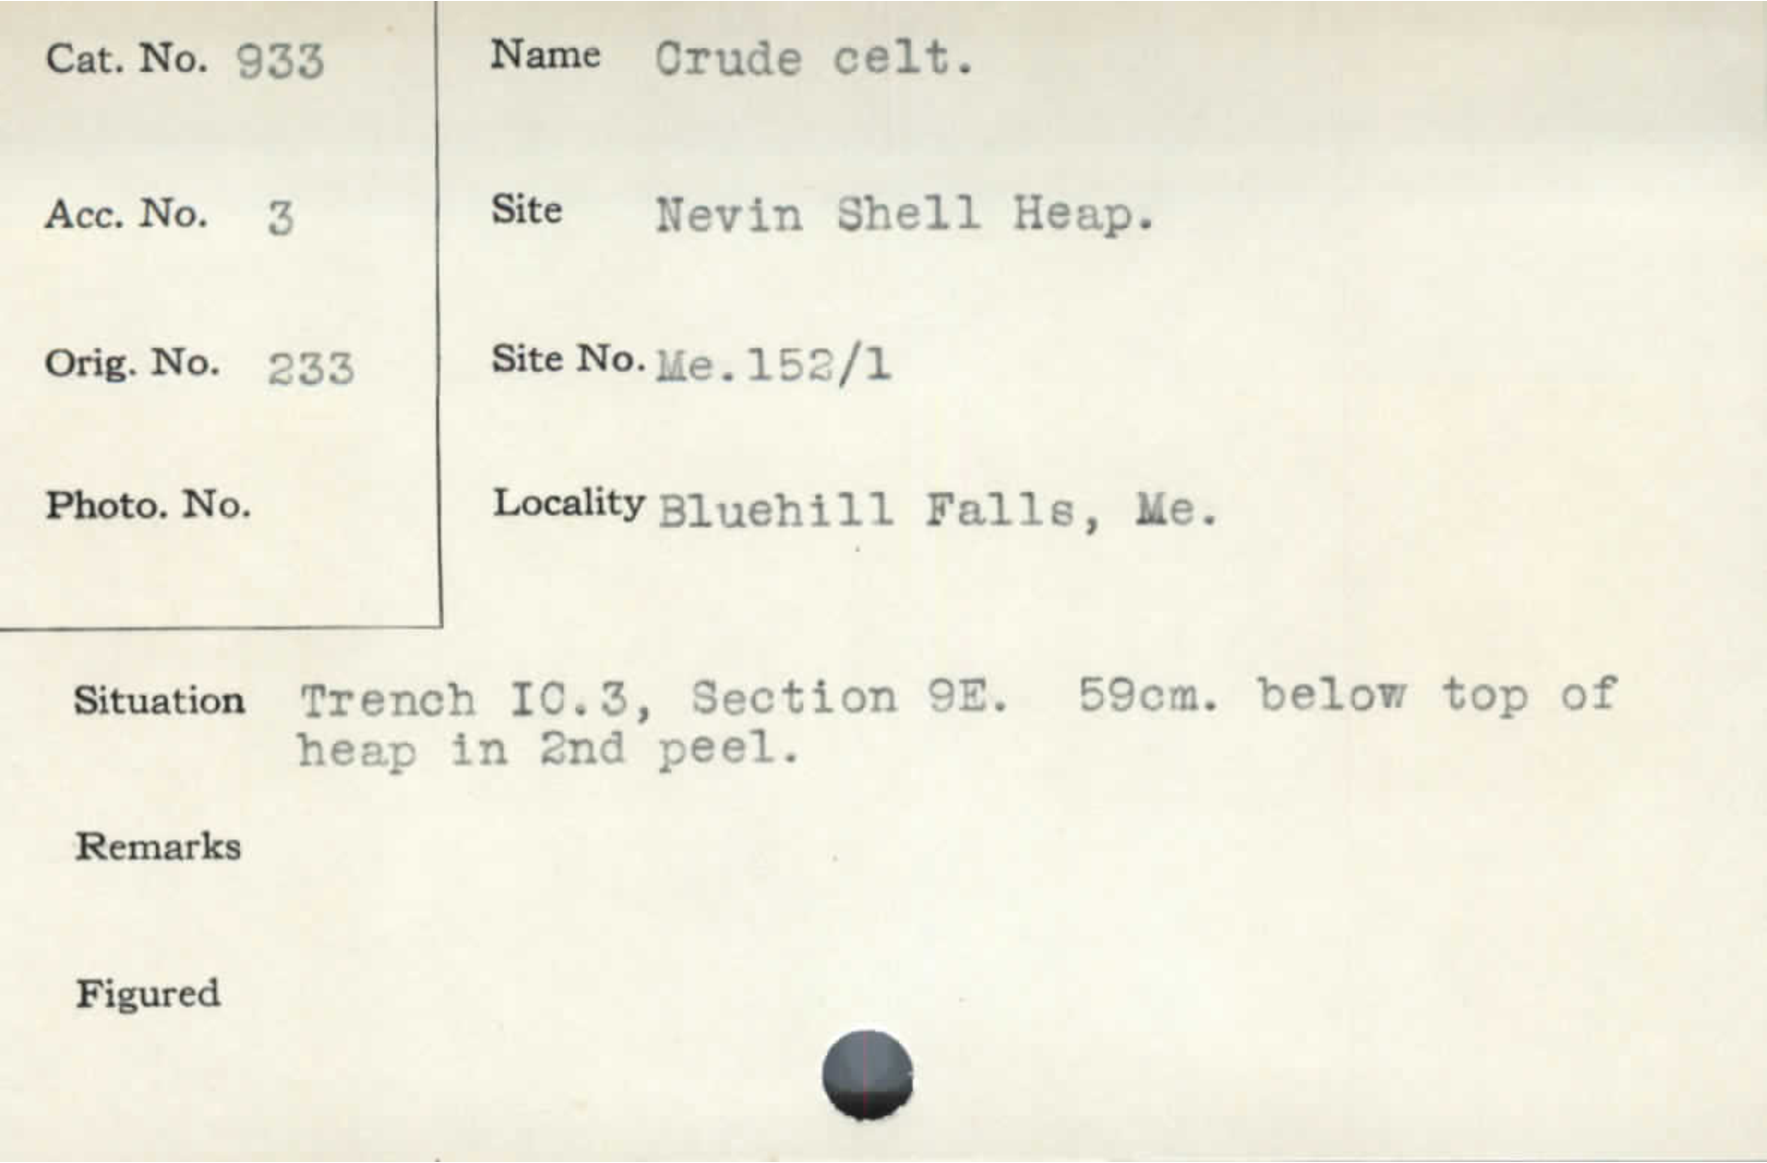 Cat. No. 933
Name Crude celt.
Acc. No. 3
Site Nevin Shell Heap.
Orig. No. 233
Site No. Me.152/1
Photo. No.
Locality Bluehill Falls, Me.
Situation Trench IC.3, Section 9E. 59cm. below top of
heap in 2nd peel.
Remarks
Figured